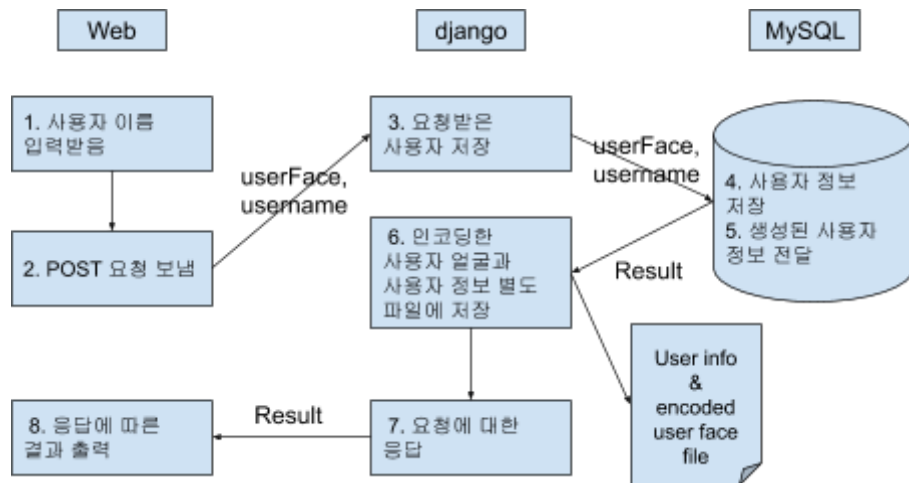 Web
django
MySQL
1. 사용자 이름
입력받음
3. 요청받은
사용자 저장
userFace,
username
userFace,
username
4. 사용자 정보
저장
5. 생성된 사용자
정보 전달
2. POST 요청 보냄
6. 인코딩한
사용자 얼굴과
사용자 정보 별도
파일에 저장
Result
User info
&
encoded
user face
file
8. 응답에 따른
결과 출력
Result
7. 요청에 대한
응답